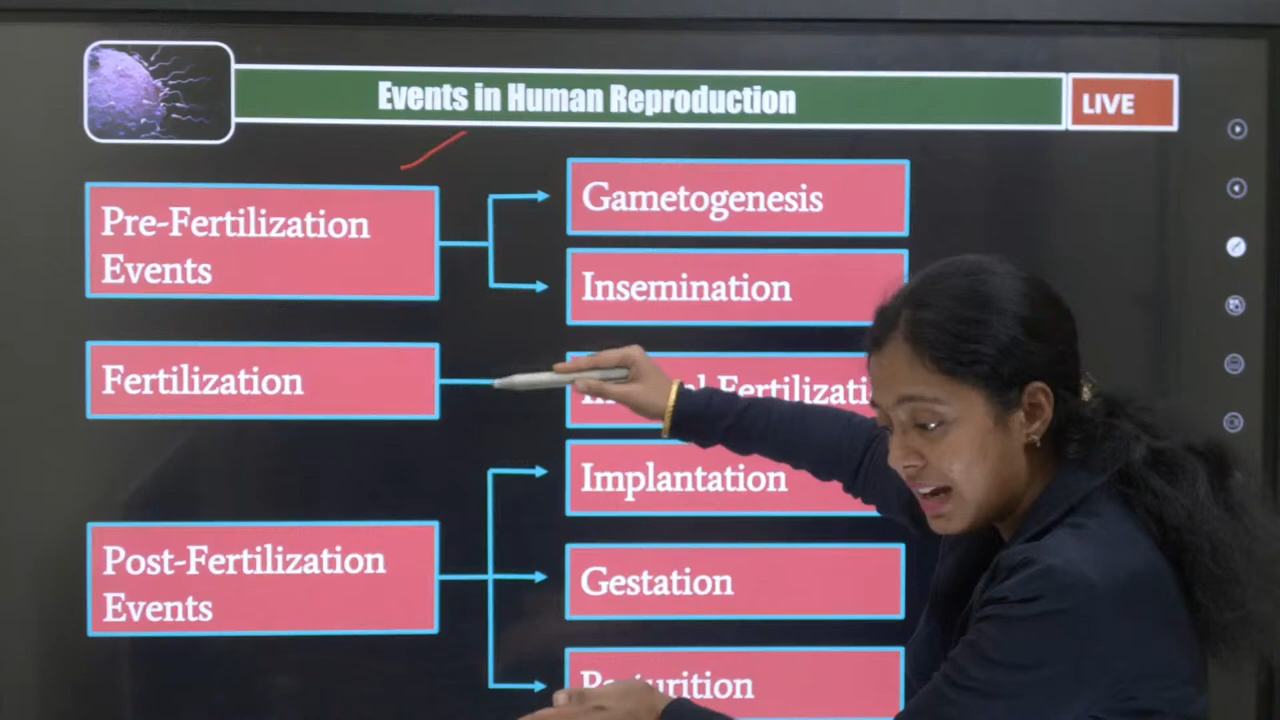 Events in Human Reproduction
LIVE
Pre-Fertilization
Events
Gametogenesis
Insemination
Fertilization
Implantation
Post-Fertilization
Events
Gestation